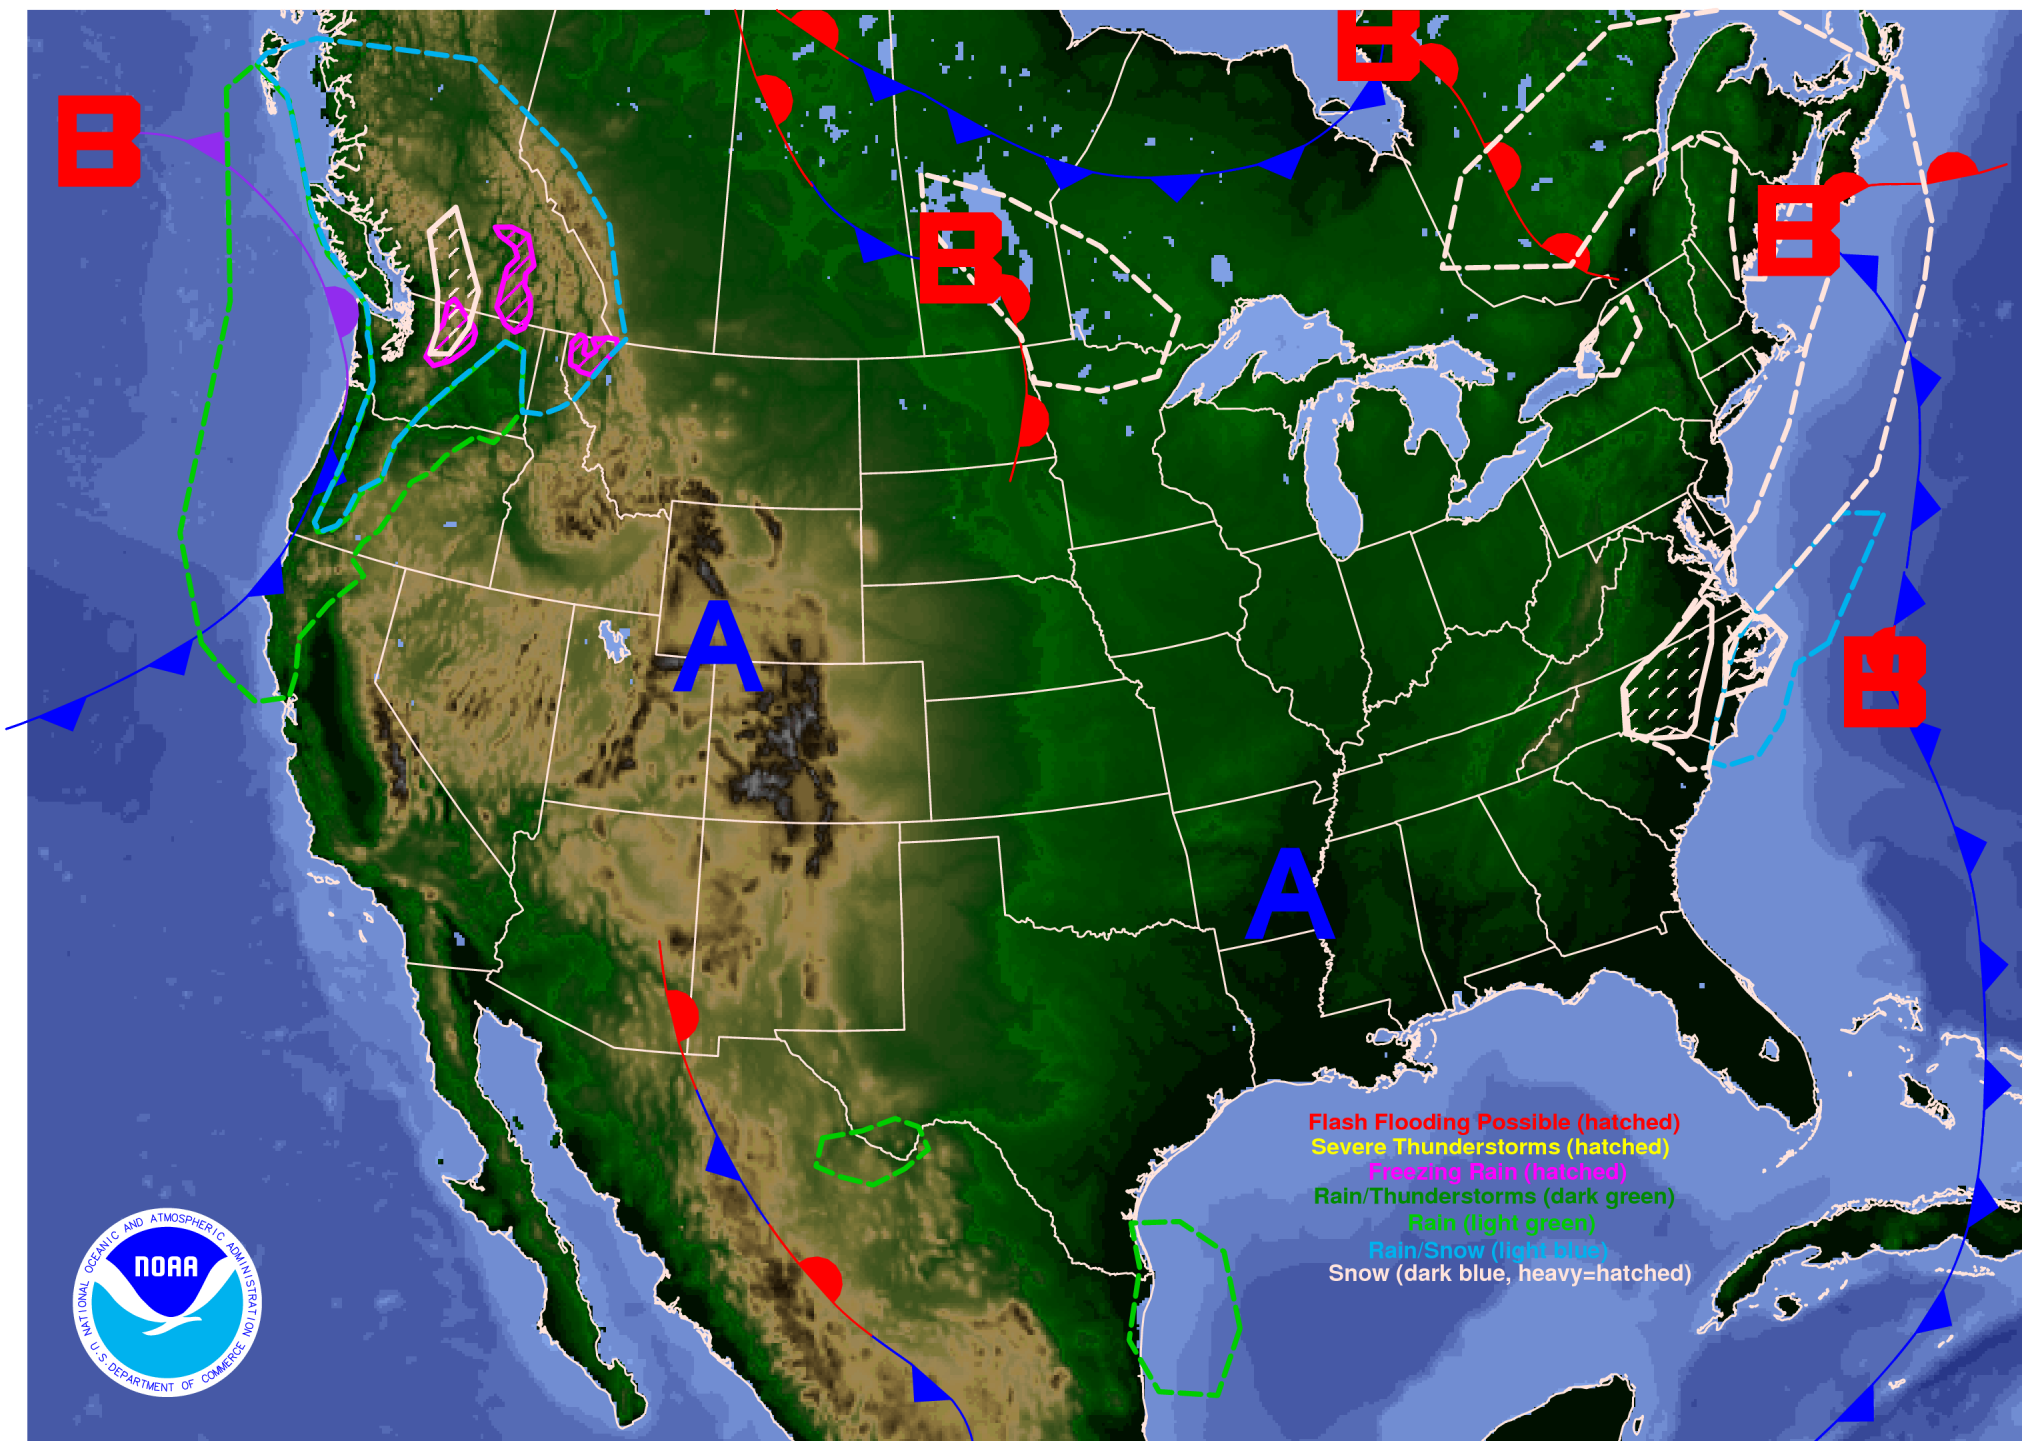 B
B
B
B
A
B
A
Flash Flooding Possible (hatched)
Severe Thunderstorms (hatched)
Freezing Rain (hatched)
Rain/Thunderstorms (dark green)
Rain (light green)
Rain/Snow (light blue)
Snow (dark blue, heavy=hatched)
NATIONAL OCEANIC AND ATMOSPHERIC ADMINISTRATION
NOAA
U.S. DEPARTMENT OF COMMERCE